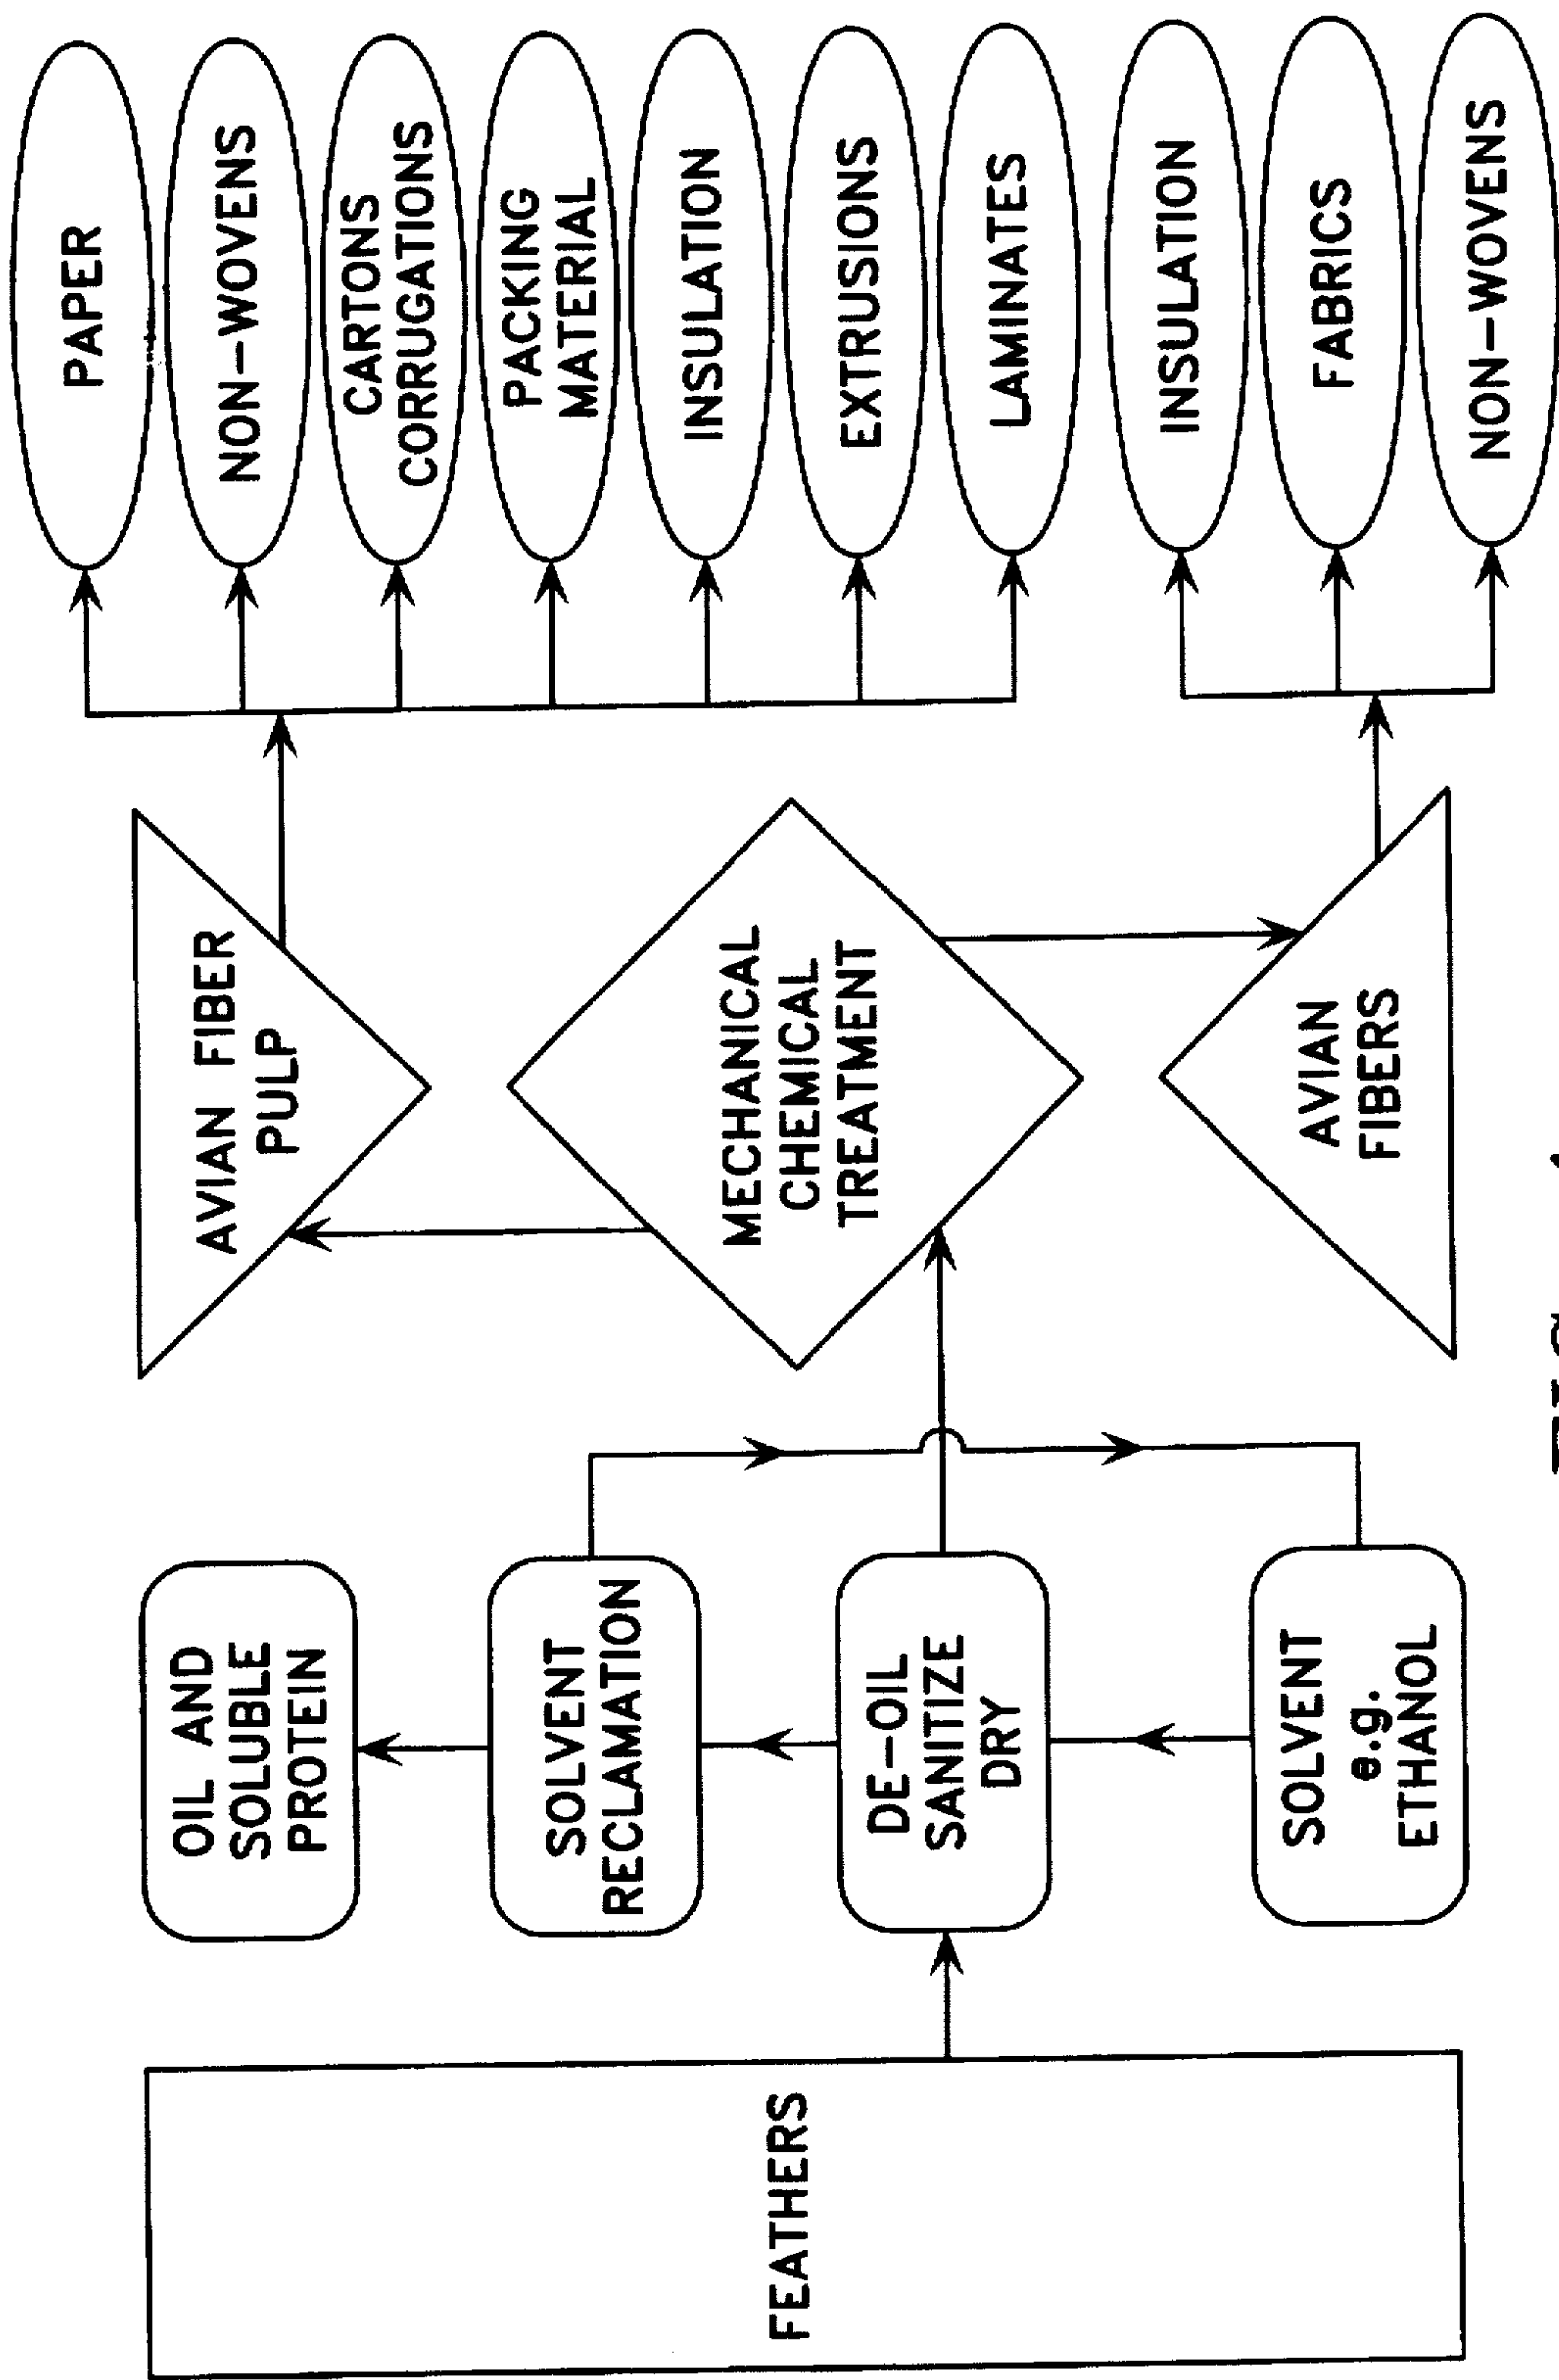 FEATHERS
OIL AND
SOLUBLE
PROTEIN
SOLVENT
RECLAMATION
DE-OIL
SANITIZE
DRY
SOLVENT
e.g.
ETHANOL
AVIAN FIBER
PULP
MECHANICAL
CHEMICAL
TREATMENT
AVIAN
FIBERS
PAPER
NON-WOVENS
CARTONS
CORRUGATIONS
PACKING
MATERIAL
INSULATION
EXTRUSIONS
LAMINATES
INSULATION
FABRICS
NON-WOVENS